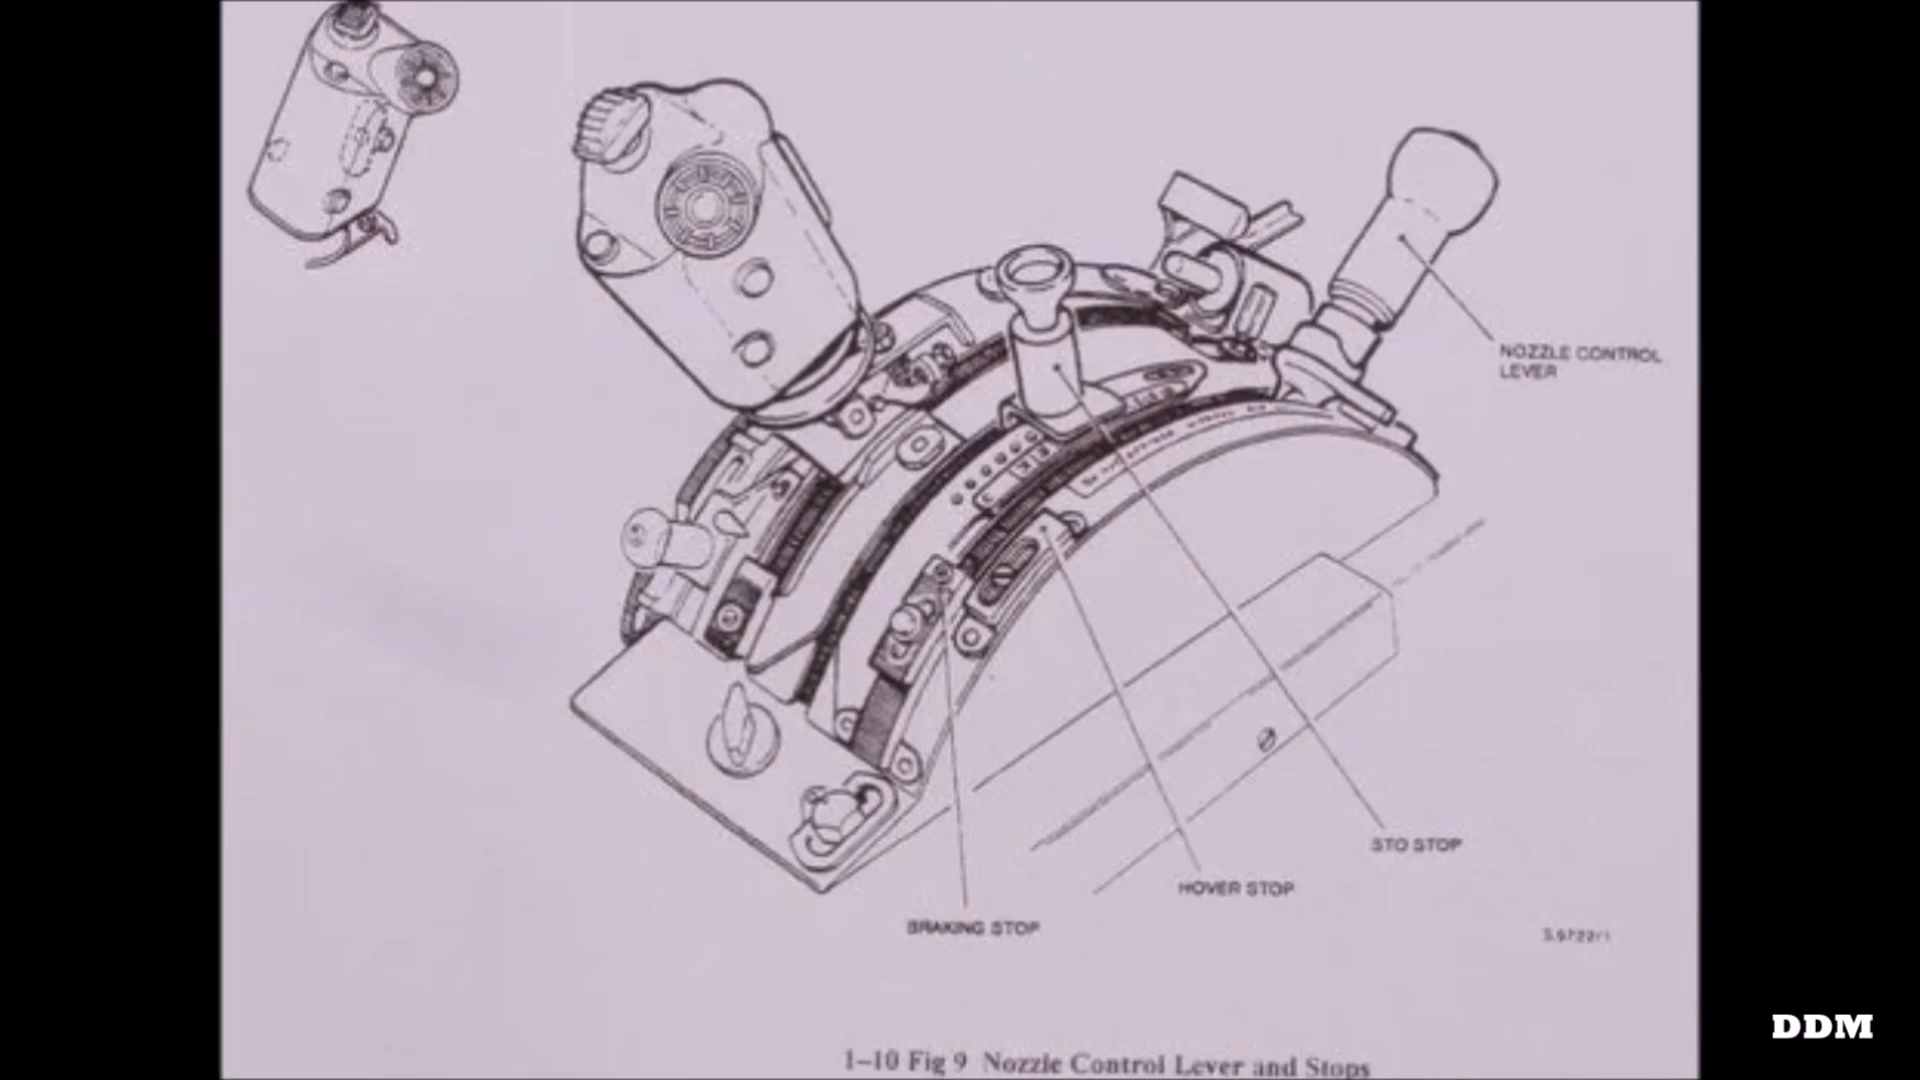 NOZZLE CONTROL
LEVER
STO STOP
HOVER STOP
BRAKING STOP
1–10 Fig 9 Nozzle Control Lever and Stops
DDM